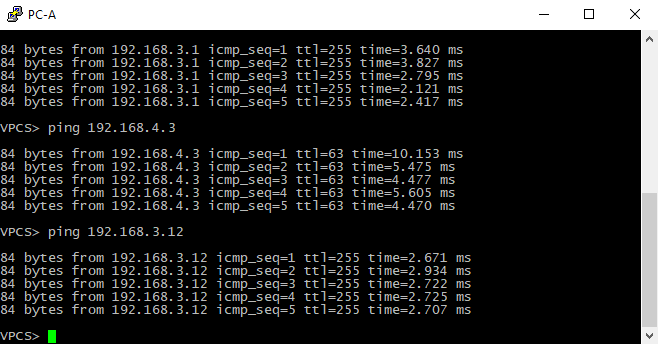 PC-A
84 bytes from 192.168.3.1 icmp_seq=1 ttl=255 time=3.640 ms
84 bytes from 192.168.3.1 icmp_seq=2 ttl=255 time=3.827 ms
84 bytes from 192.168.3.1 icmp_seq=3 ttl=255 time=2.795 ms
84 bytes from 192.168.3.1 icmp_seq=4 ttl=255 time=2.121 ms
84 bytes from 192.168.3.1 icmp_seq=5 ttl=255 time=2.417 ms
VPCS> ping 192.168.4.3
84 bytes from 192.168.4.3 icmp_seq=1 ttl=63 time=10.153 ms
84 bytes from 192.168.4.3 icmp_seq=2 ttl=63 time=5.475 ms
84 bytes from 192.168.4.3 icmp_seq=3 ttl=63 time=4.477 ms
84 bytes from 192.168.4.3 icmp_seq=4 ttl=63 time=5.605 ms
84 bytes from 192.168.4.3 icmp_seq=5 ttl=63 time=4.470 ms
VPCS> ping 192.168.3.12
84 bytes from 192.168.3.12 icmp_seq=1 ttl=255 time=2.671 ms
84 bytes from 192.168.3.12 icmp_seq=2 ttl=255 time=2.934 ms
84 bytes from 192.168.3.12 icmp_seq=3 ttl=255 time=2.722 ms
84 bytes from 192.168.3.12 icmp_seq=4 ttl=255 time=2.725 ms
84 bytes from 192.168.3.12 icmp_seq=5 ttl=255 time=2.707 ms
VPCS>